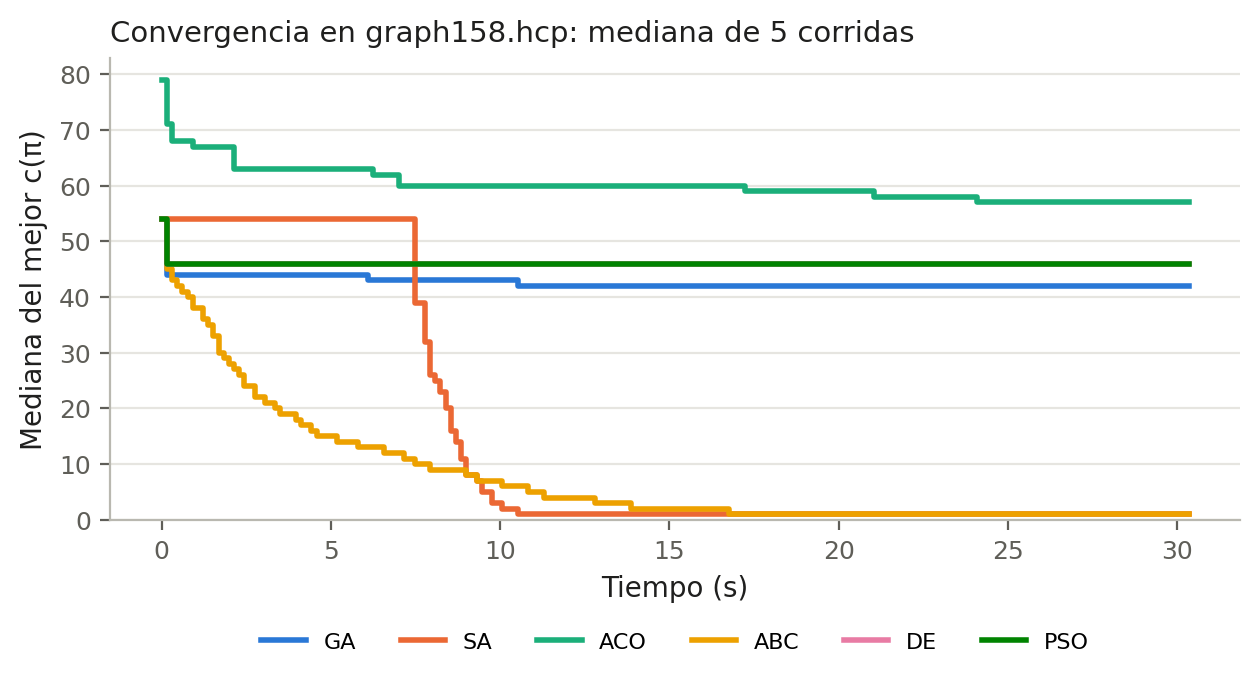 Convergencia en graph158.hcp: mediana de 5 corridas
Mediana del mejor c(π)
80
70
60
50
40
30
20
10
0
0 5 10 15 20 25 30
Tiempo (s)
GA SA ACO ABC DE PSO